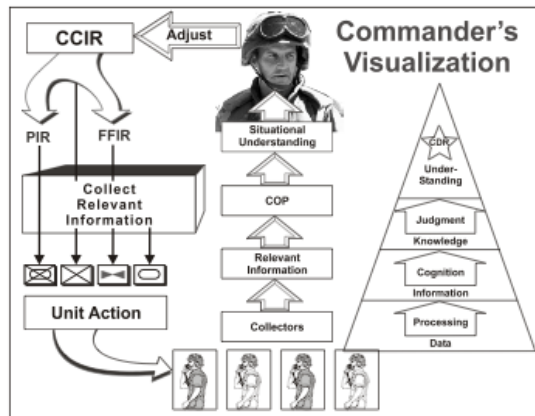 Commander's
Visualization
CCIR
Adjust
PIR
FFIR
Collect
Relevant
Information
Unit Action
Situational
Understanding
COP
Relevant
Information
Collectors
CDR
Under-
Standing
Judgment
Knowledge
Cognition
Information
Processing
Data